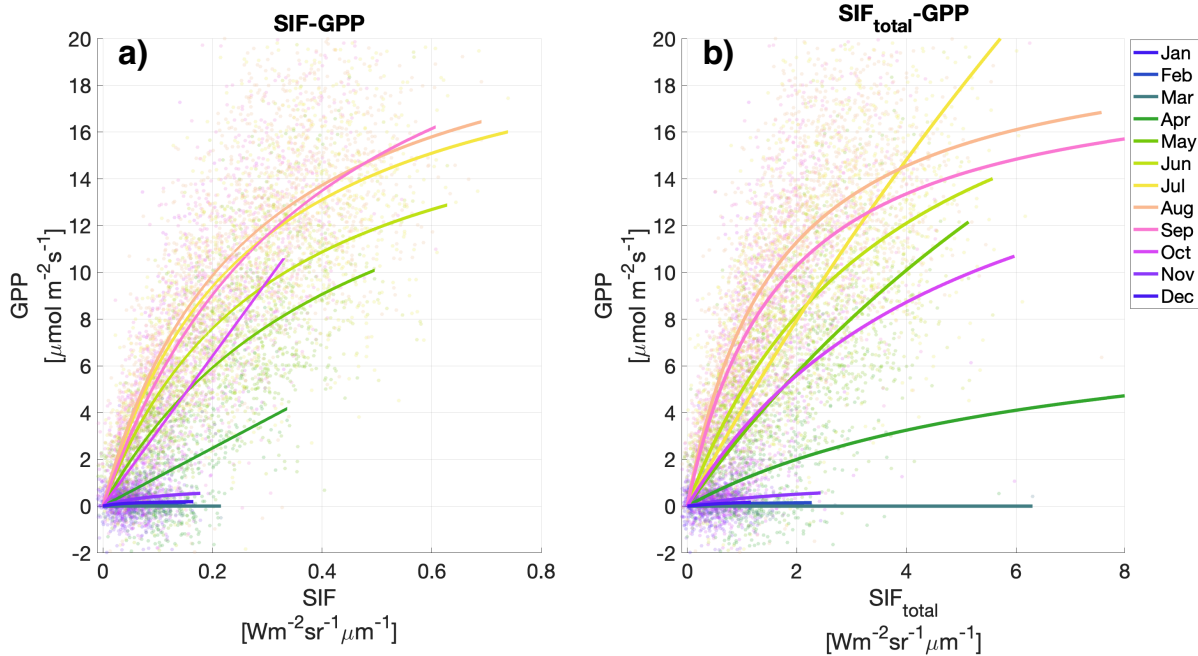 SIF-GPP
a)
20
18
16
14
12
10
8
6
4
2
0
-2
GPP
[μmol m⁻²s⁻¹]
0 0.2 0.4 0.6 0.8
SIF
[Wm⁻²sr⁻¹μm⁻¹]
SIFtotal-GPP
b)
20
18
16
14
12
10
8
6
4
2
0
-2
GPP
[μmol m⁻²s⁻¹]
0 2 4 6 8
SIFtotal
[Wm⁻²sr⁻¹μm⁻¹]
Jan
Feb
Mar
Apr
May
Jun
Jul
Aug
Sep
Oct
Nov
Dec